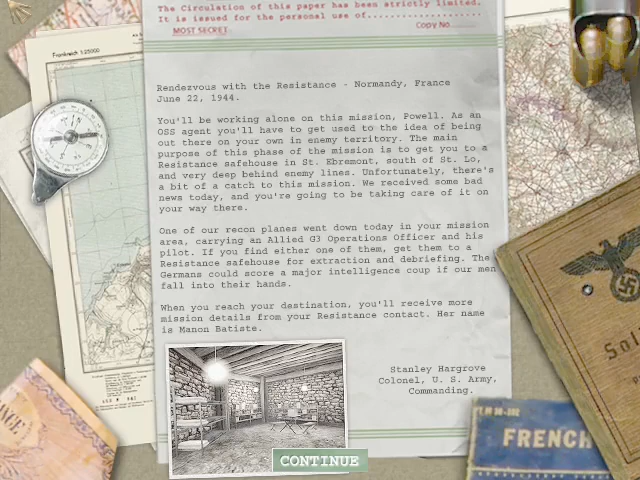 The Circulation of this paper has been strictly limited.
It is issued for the personal use of...............................
MOST SECRET
Copy No.......
Frankreich 1:25000
Rendezvous with the Resistance - Normandy, France
June 22, 1944.
You'll be working alone on this mission, Powell. As an
OSS agent you'll have to get used to the idea of being
out there on your own in enemy territory. The main
purpose of this phase of the mission is to get you to a
Resistance safehouse in St. Ebremont, south of St. Lo,
and very deep behind enemy lines. Unfortunately, there's
a bit of a catch to this mission. We received some bad
news today, and you're going to be taking care of it on
your way there.
One of our recon planes went down today in your mission
area, carrying an Allied G3 Operations Officer and his
pilot. If you find either one of them, get them to a
Resistance safehouse for extraction and debriefing. The
Germans could score a major intelligence coup if our men
fall into their hands.
When you reach your destination, you'll receive more
mission details from your Resistance contact. Her name
is Manon Batiste.
Stanley Hargrove
Colonel, U. S. Army,
Commanding.
CONTINUE
FRENCH